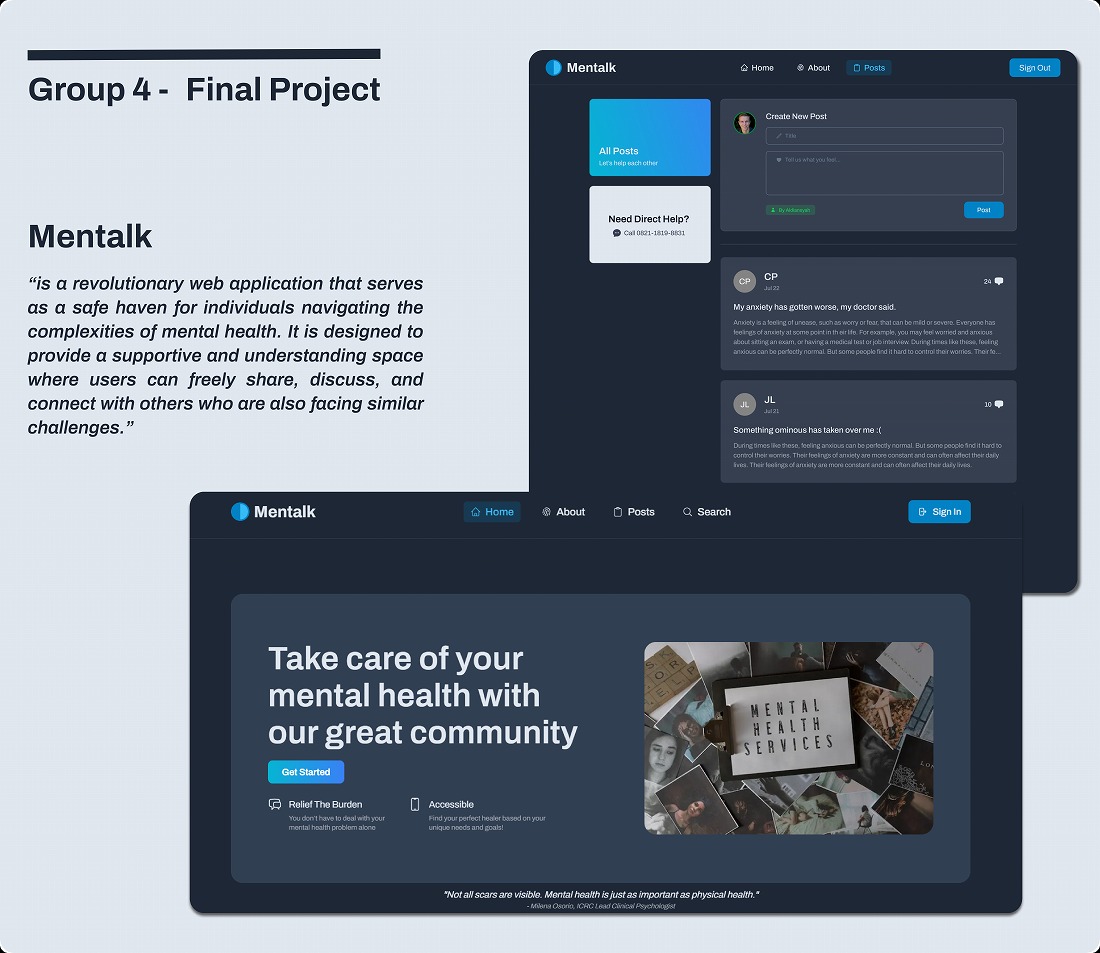 Group 4 - Final Project
Mentalk
“is a revolutionary web application that serves
as a safe haven for individuals navigating the
complexities of mental health. It is designed to
provide a supportive and understanding space
where users can freely share, discuss, and
connect with others who are also facing similar
challenges.”
Mentalk
Home
About
Posts
Sign Out
All Posts
Let's help each other
Need Direct Help?
Call 0821-1819-8831
Create New Post
Title
Tell us what you feel...
Post
CP
CP
Jul 22
24
My anxiety has gotten worse, my doctor said.
Anxiety is a feeling of unease, such as worry or fear, that can be mild or severe. Everyone has
feelings of anxiety at some point in their life. For example, you may feel worried and anxious
about sitting an exam, or having a medical test or job interview. During times like these, feeling
anxious can be perfectly normal. But some people find it hard to control their worries. Their fe...
JL
JL
Jul 21
10
Something ominous has taken over me :(
During times like these, feeling anxious can be perfectly normal. But some people find it hard to
control their worries. Their feelings of anxiety are more constant and can often affect their daily
lives. Their feelings of anxiety are more constant and can often affect their daily lives.
Mentalk
Home
About
Posts
Search
Sign In
Take care of your
mental health with
our great community
Get Started
Relief The Burden
You don't have to deal with your
mental health problem alone
Accessible
Find your perfect healer based on your
unique needs and goals!
MENTAL
HEALTH
SERVICES
"Not all scars are visible. Mental health is just as important as physical health."
- Milena Osorio, ICRC Lead Clinical Psychologist